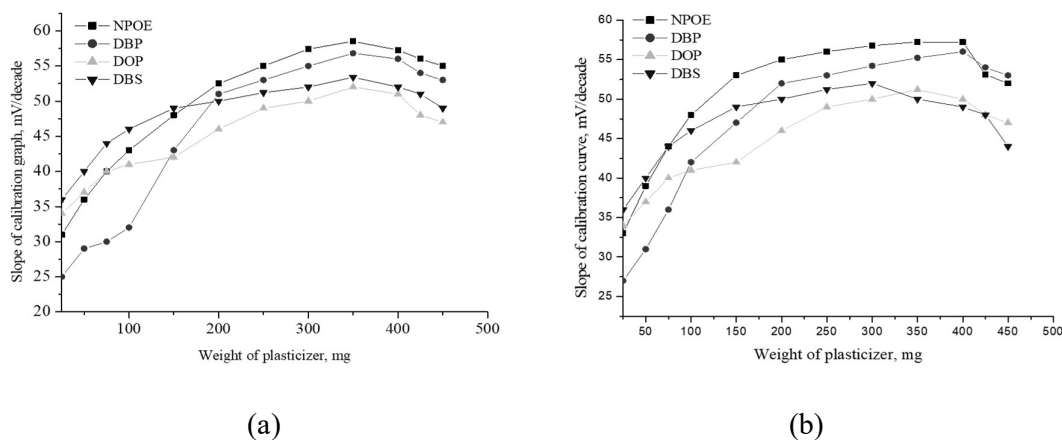 NPOE
DBP
DOP
DBS
60
55
50
45
40
35
30
25
20
Slope of calibration graph, mV/decade
100
200
300
400
500
Weight of plasticizer, mg
(a)
NPOE
DBP
DOP
DBS
60
55
50
45
40
35
30
25
Slope of calibration curve, mV/decade
50
100
150
200
250
300
350
400
450
500
Weight of plasticizer, mg
(b)